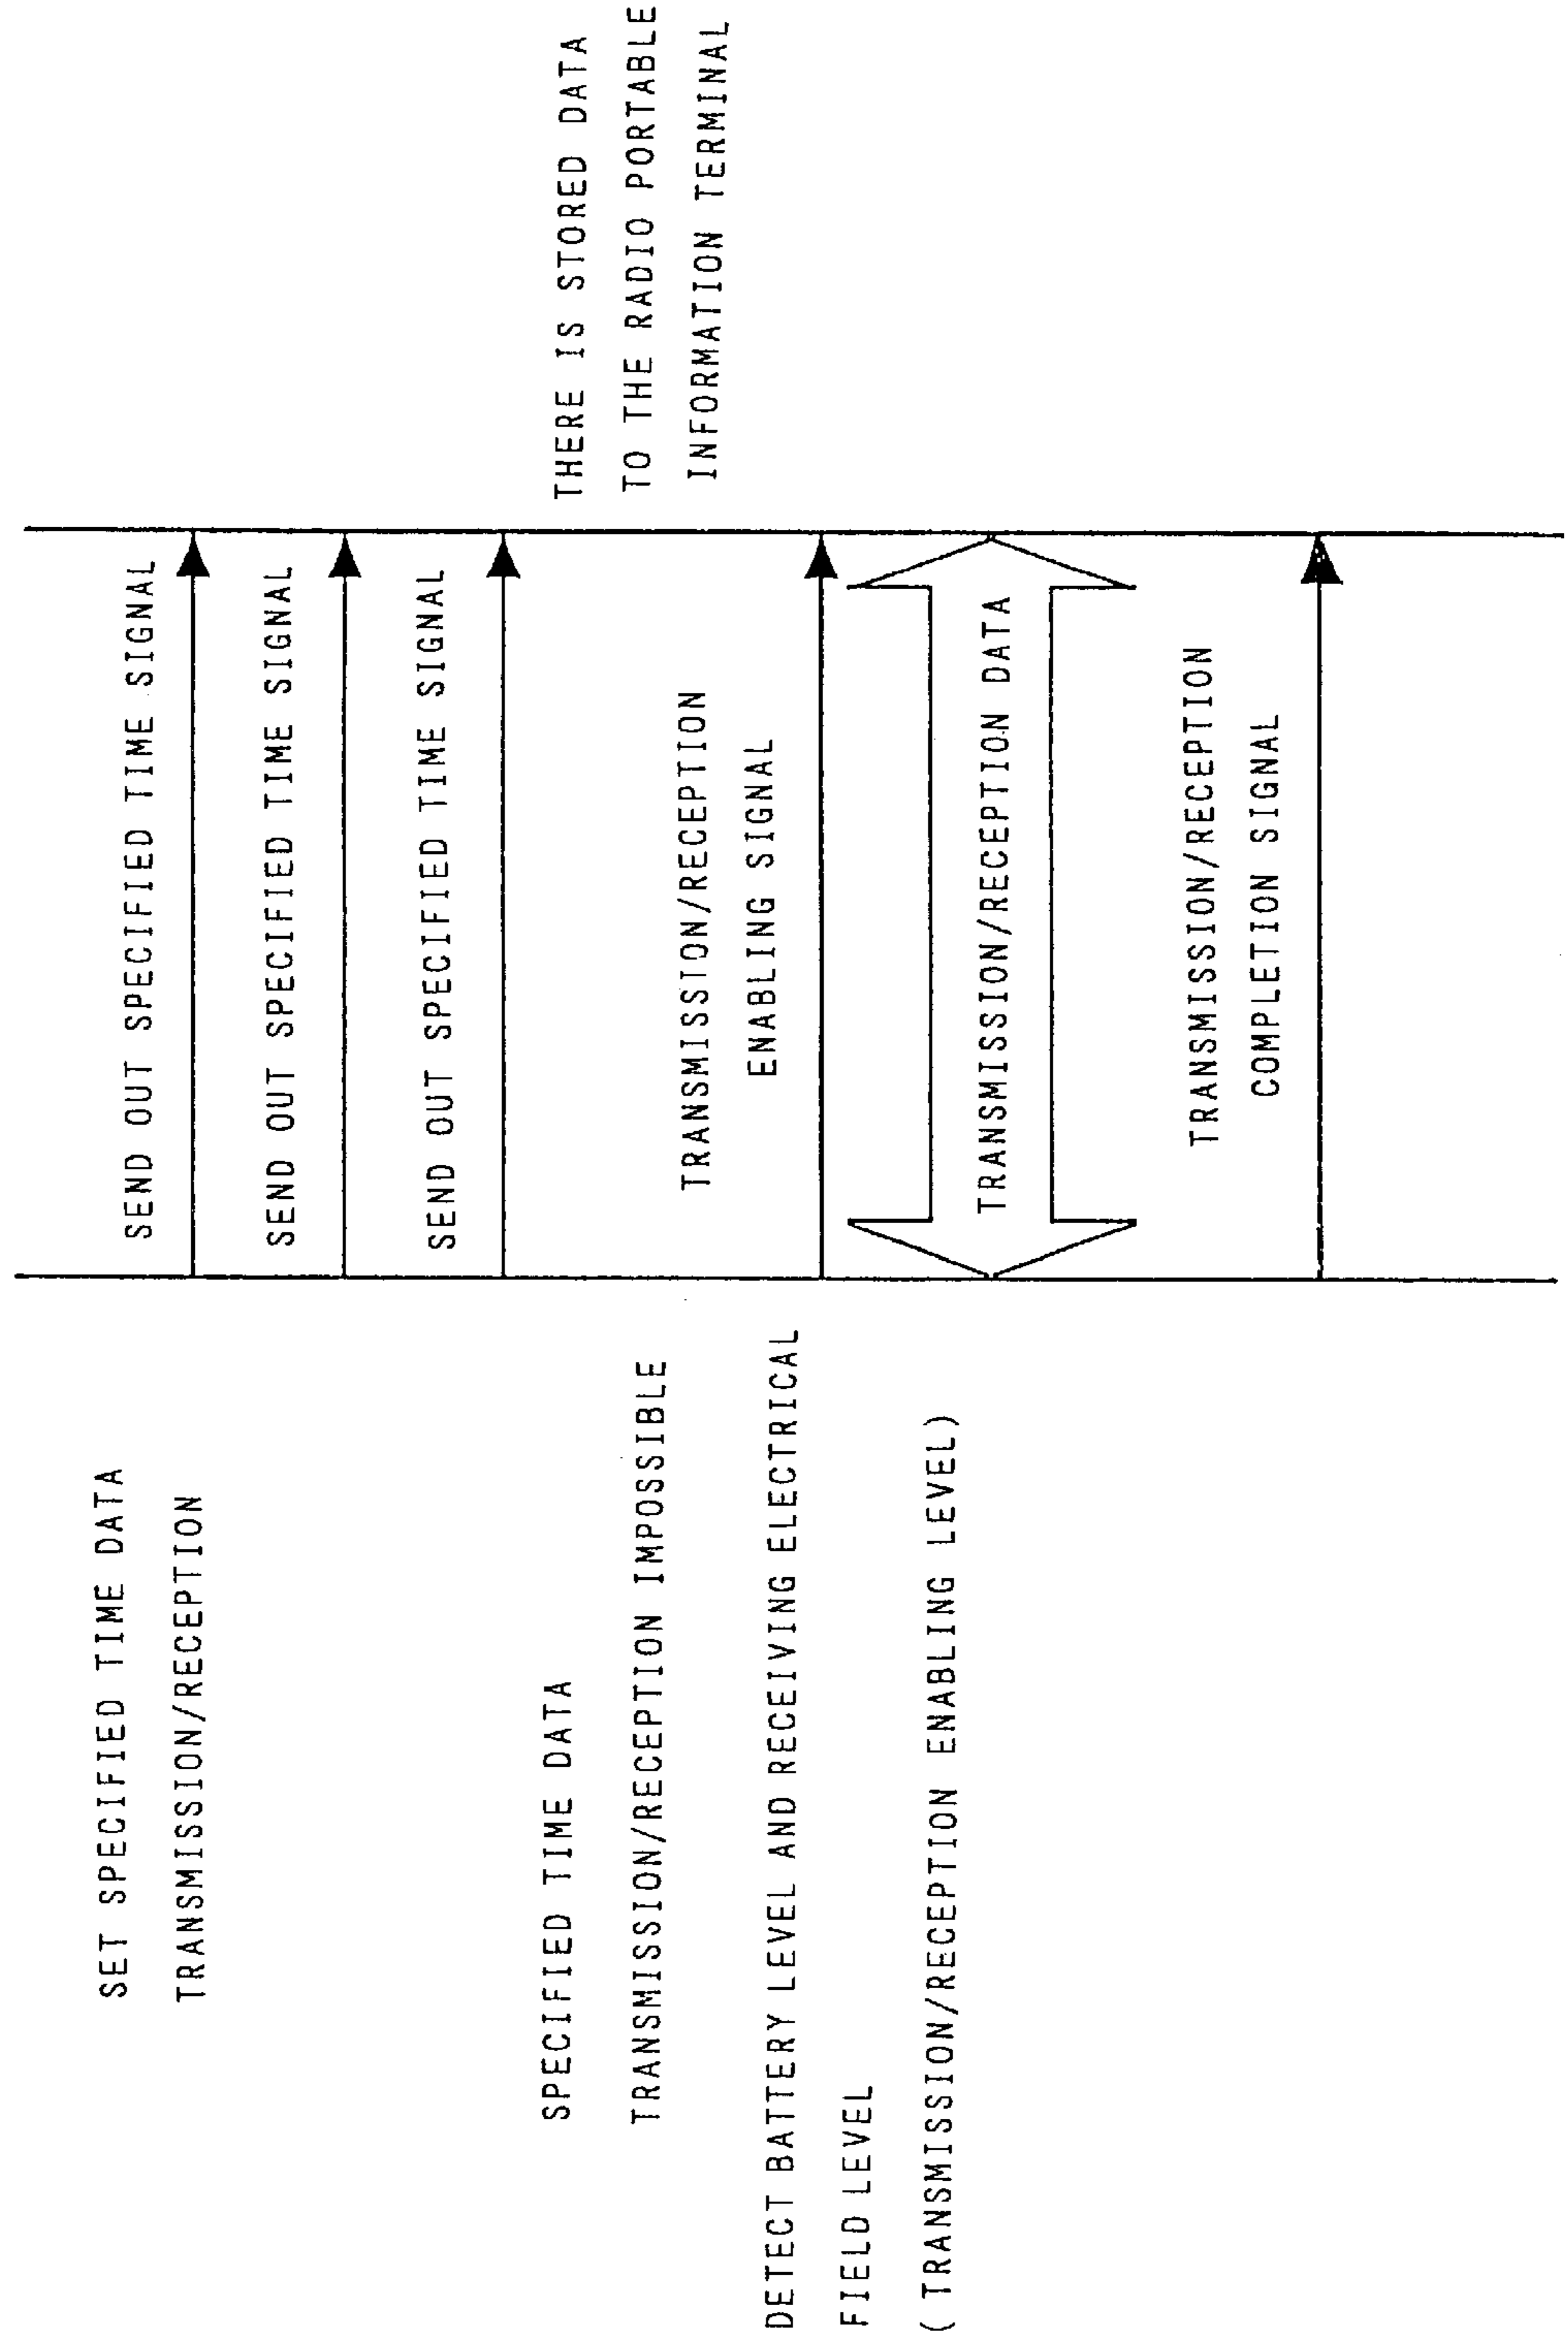 SET SPECIFIED TIME DATA
TRANSMISSION/RECEPTION
SEND OUT SPECIFIED TIME SIGNAL
SEND OUT SPECIFIED TIME SIGNAL
SEND OUT SPECIFIED TIME SIGNAL
SPECIFIED TIME DATA
TRANSMISSION/RECEPTION IMPOSSIBLE
THERE IS STORED DATA
TO THE RADIO PORTABLE
INFORMATION TERMINAL
DETECT BATTERY LEVEL AND RECEIVING ELECTRICAL
FIELD LEVEL
(TRANSMISSION/RECEPTION ENABLING LEVEL)
TRANSMISSION/RECEPTION
ENABLING SIGNAL
TRANSMISSION/RECEPTION DATA
TRANSMISSION/RECEPTION
COMPLETION SIGNAL